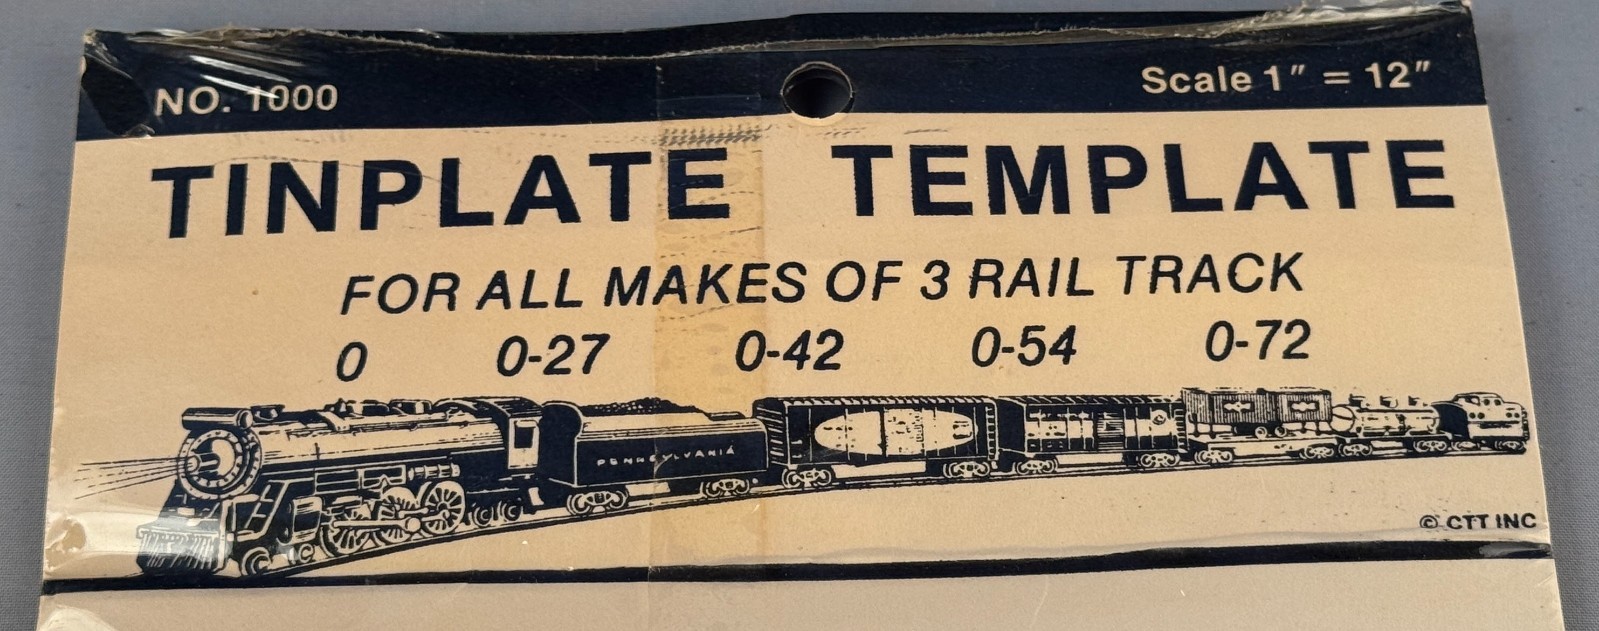 NO. 1000
Scale 1" = 12"
TINPLATE TEMPLATE
FOR ALL MAKES OF 3 RAIL TRACK
0 0-27 0-42 0-54 0-72
PENNSYLVANIA
© CTT INC